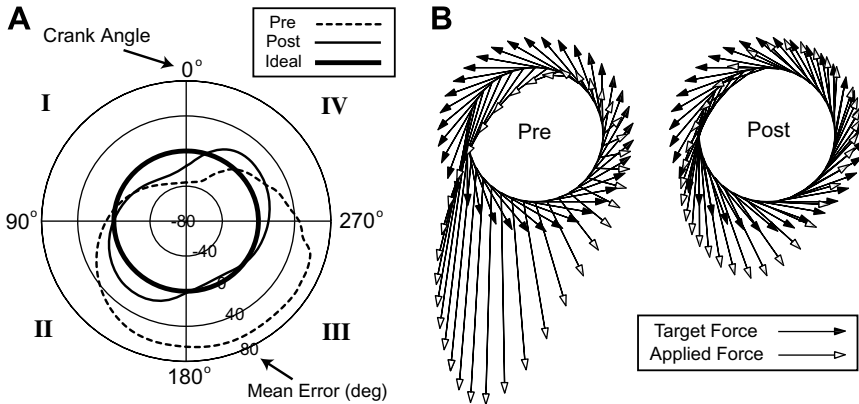 A
Crank Angle
Pre
Post
Ideal
0°
I
IV
90°
270°
-80
-40
0
40
80
II
III
180°
Mean Error (deg)
B
Pre
Post
Target Force
Applied Force